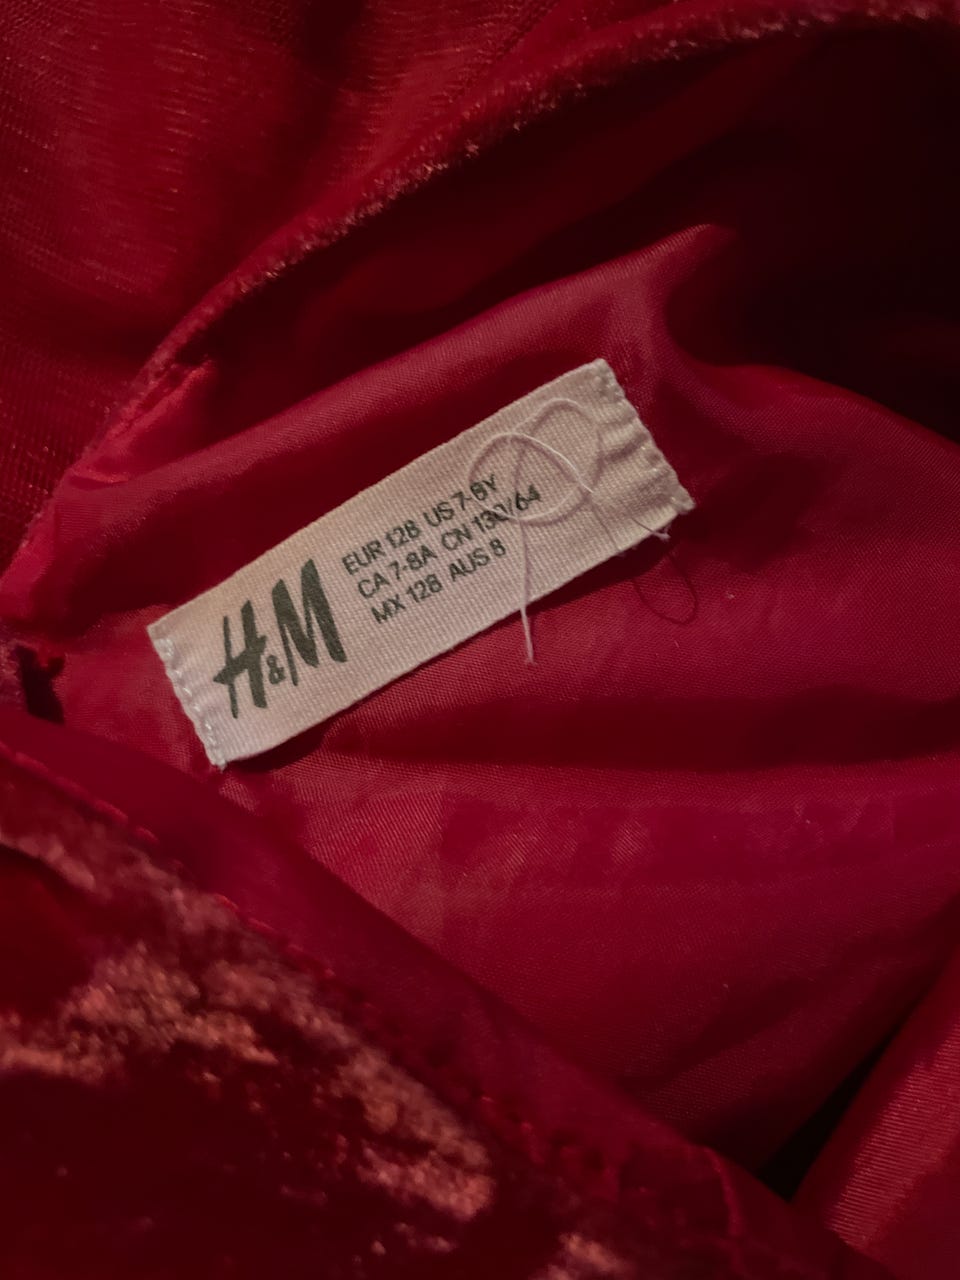 H&M
EUR 128 US 7-8Y
CA 7-8A CN 130/64
MX 128 AUS 8